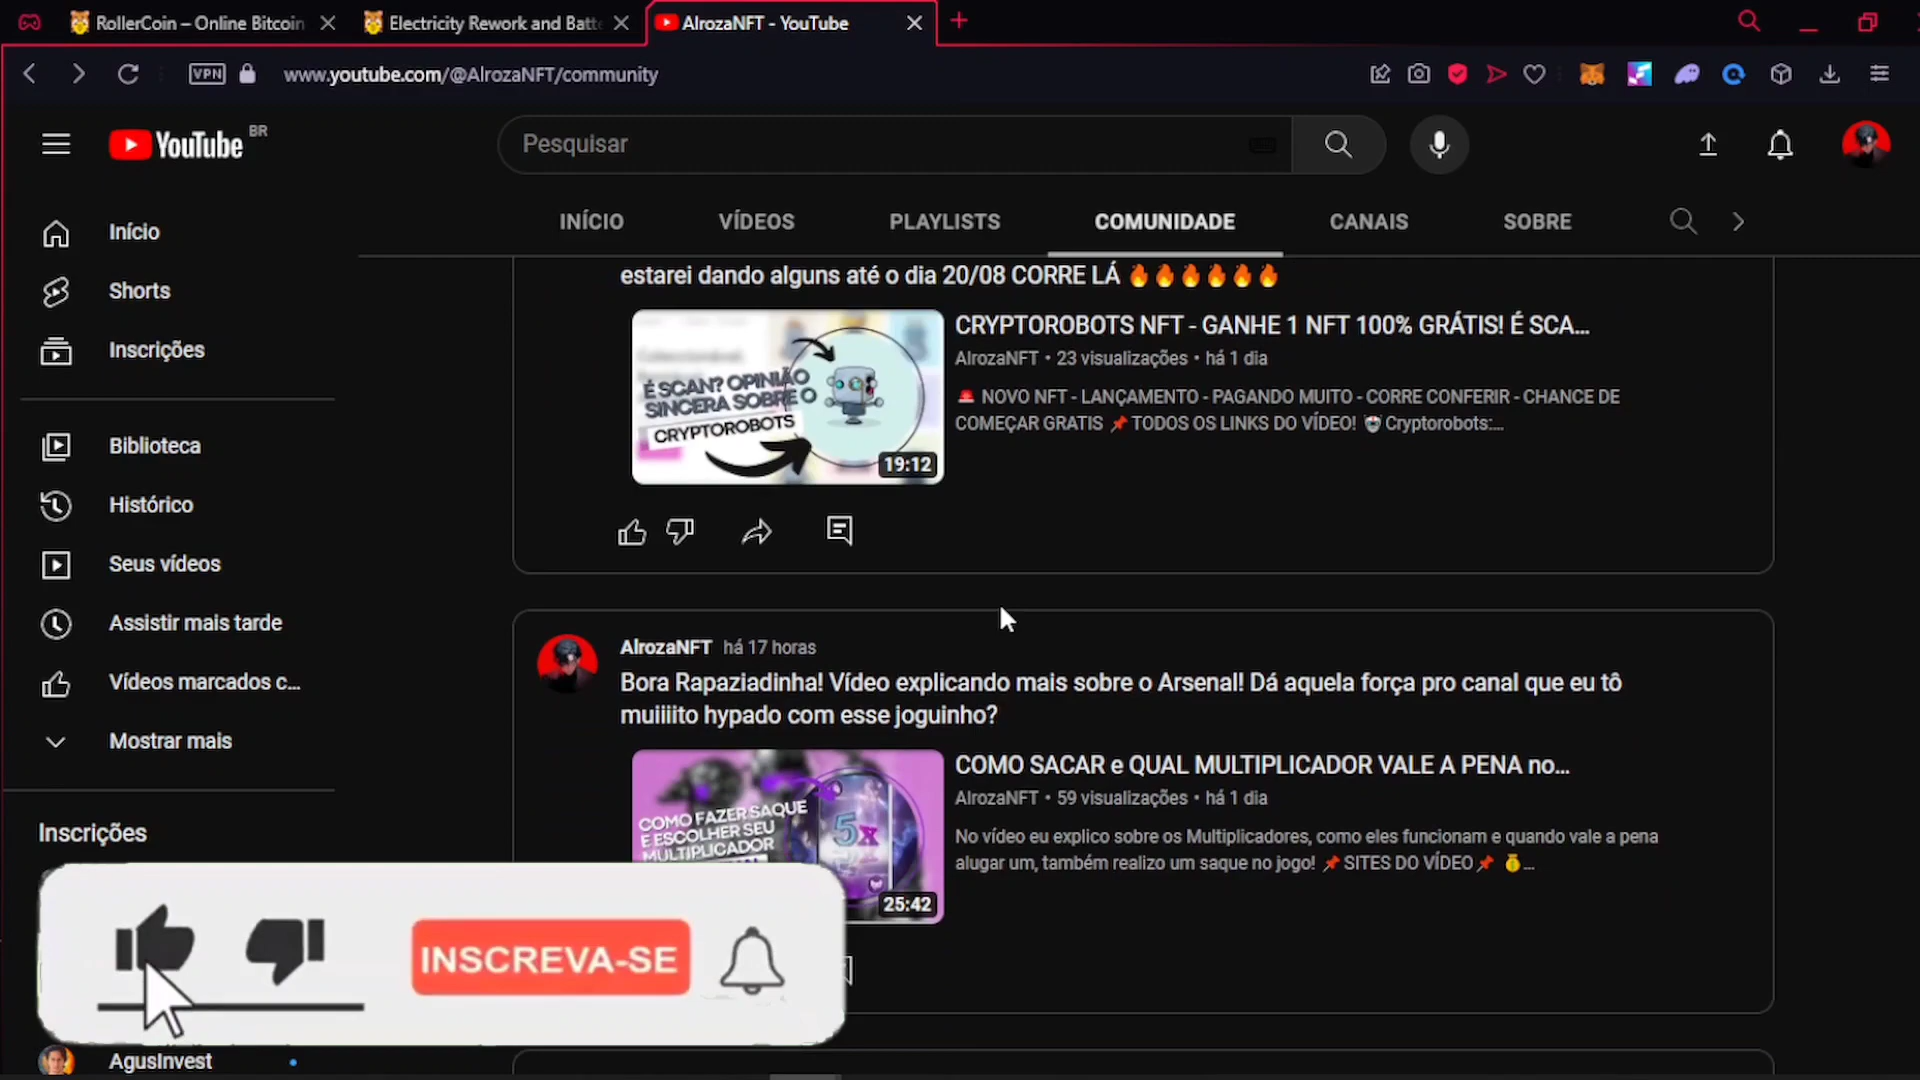 RollerCoin – Online Bitcoin
Electricity Rework and Batte
AlrozaNFT - YouTube
VPN
www.youtube.com/@AlrozaNFT/community
YouTube BR
Pesquisar
INÍCIO
VÍDEOS
PLAYLISTS
COMUNIDADE
CANAIS
SOBRE
Início
Shorts
Inscrições
Biblioteca
Histórico
Seus vídeos
Assistir mais tarde
Vídeos marcados c...
Mostrar mais
Inscrições
AgusInvest
estarei dando alguns até o dia 20/08 CORRE LÁ 🔥🔥🔥🔥🔥🔥
É SCAN? OPINIÃO
SINCERA SOBRE O
CRYPTOROBOTS
19:12
CRYPTOROBOTS NFT - GANHE 1 NFT 100% GRÁTIS! É SCA...
AlrozaNFT • 23 visualizações • há 1 dia
🚨 NOVO NFT - LANÇAMENTO - PAGANDO MUITO - CORRE CONFERIR - CHANCE DE
COMEÇAR GRATIS 📌 TODOS OS LINKS DO VÍDEO! 🤖 Cryptorobots:...
AlrozaNFT há 17 horas
Bora Rapaziadinha! Vídeo explicando mais sobre o Arsenal! Dá aquela força pro canal que eu tô
muiiiito hypado com esse joguinho?
COMO FAZER SAQUE
E ESCOLHER SEU
MULTIPLICADOR
5x
25:42
COMO SACAR e QUAL MULTIPLICADOR VALE A PENA no...
AlrozaNFT • 59 visualizações • há 1 dia
No vídeo eu explico sobre os Multiplicadores, como eles funcionam e quando vale a pena
alugar um, também realizo um saque no jogo! 📌 SITES DO VÍDEO 📌 💰...
INSCREVA-SE